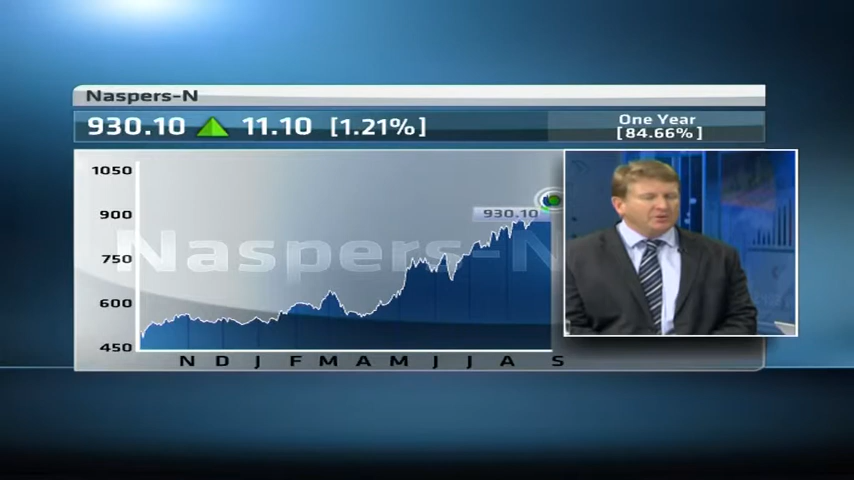 Naspers-N
930.10 11.10 [1.21%]
One Year
[84.66%]
1050
900
750
600
450
930.10
Naspers-N
N D J F M A M J J A S